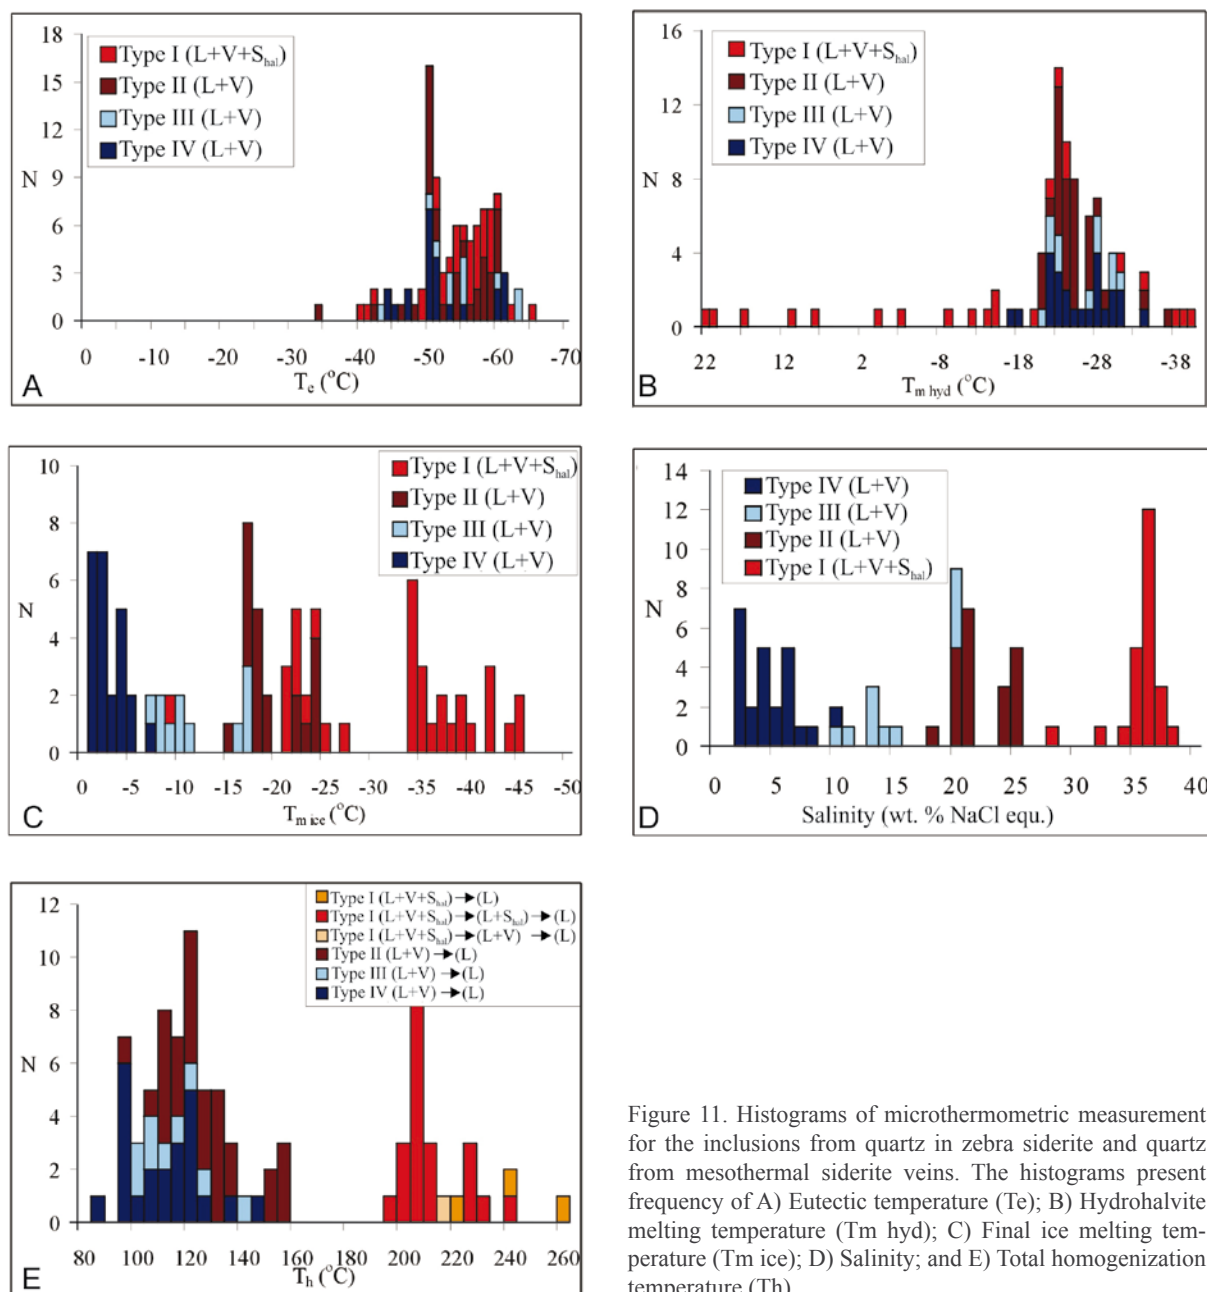 18
15
12
9
6
3
0
N
Type I (L+V+Shal)
Type II (L+V)
Type III (L+V)
Type IV (L+V)
0 -10 -20 -30 -40 -50 -60 -70
Te (°C)
A
16
12
8
4
0
N
Type I (L+V+Shal)
Type II (L+V)
Type III (L+V)
Type IV (L+V)
22 12 2 -8 -18 -28 -38
Tm hyd (°C)
B
10
8
6
4
2
0
N
Type I (L+V+Shal)
Type II (L+V)
Type III (L+V)
Type IV (L+V)
0 -5 -10 -15 -20 -25 -30 -35 -40 -45 -50
Tm ice (°C)
C
14
12
10
8
6
4
2
0
N
Type IV (L+V)
Type III (L+V)
Type II (L+V)
Type I (L+V+Shal)
0 5 10 15 20 25 30 35 40
Salinity (wt. % NaCl equ.)
D
12
10
8
6
4
2
0
N
Type I (L+V+Shal)→(L)
Type I (L+V+Shal)→(L+Shal)→(L)
Type I (L+V+Shal)→(L+V) →(L)
Type II (L+V)→(L)
Type III (L+V)→(L)
Type IV (L+V)→(L)
80 100 120 140 160 180 200 220 240 260
Th (°C)
E
Figure 11. Histograms of microthermometric measurement
for the inclusions from quartz in zebra siderite and quartz
from mesothermal siderite veins. The histograms present
frequency of A) Eutectic temperature (Te); B) Hydrohalvite
melting temperature (Tm hyd); C) Final ice melting tem-
perature (Tm ice); D) Salinity; and E) Total homogenization
temperature (Th)